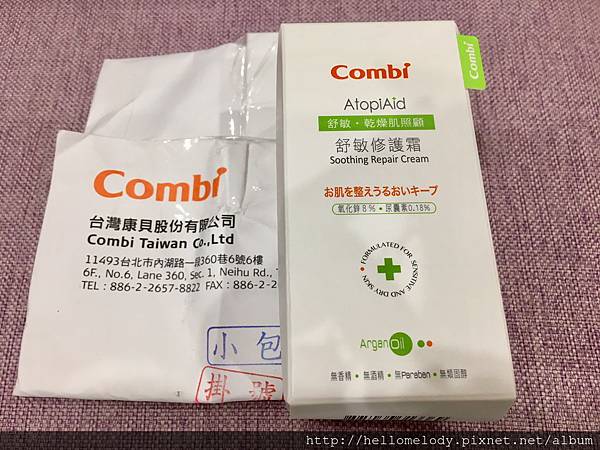 Combi
台灣康貝股份有限公司
Combi Taiwan Co.,Ltd
11493台北市內湖路一段360巷6號6樓
6F., No.6, Lane 360, Sec.1, Neihu Rd., T
TEL : 886-2-2657-8822 FAX : 886-2-2
小包
掛號
Combi
Combi
AtopiAid
舒敏・乾燥肌照顧
舒敏修護霜
Soothing Repair Cream
お肌を整えうるおいキープ
氧化鋅8%・尿囊素0.18%
FORMULATED FOR SENSITIVE AND DRY SKIN
Argan Oil
無香精・無酒精・無Paraban・無類固醇
http://hellomelody.pixnet.net/album